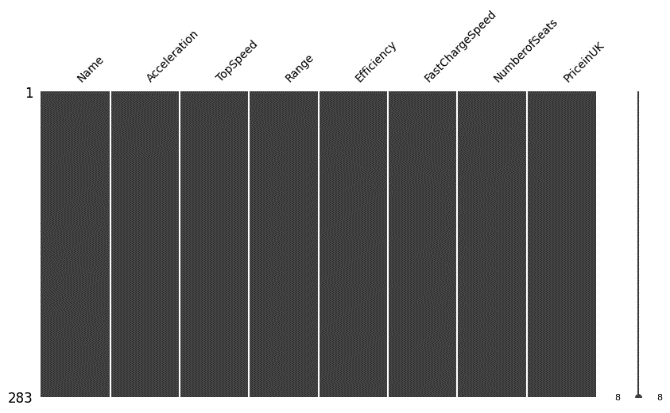 Name Acceleration TopSpeed Range Efficiency FastChargeSpeed NumberofSeats PriceinUK
1
283
8 8